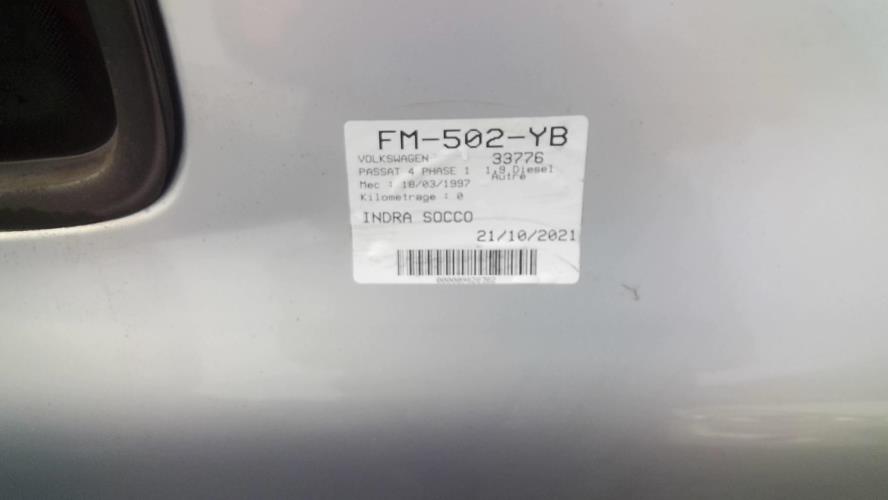 FM-502-YB
VOLKSWAGEN 33776
PASSAT 4 PHASE 1 1.9 Diesel
Mec : 18/03/1997 Autre
Kilometrage : 0
INDRA SOCCO
21/10/2021